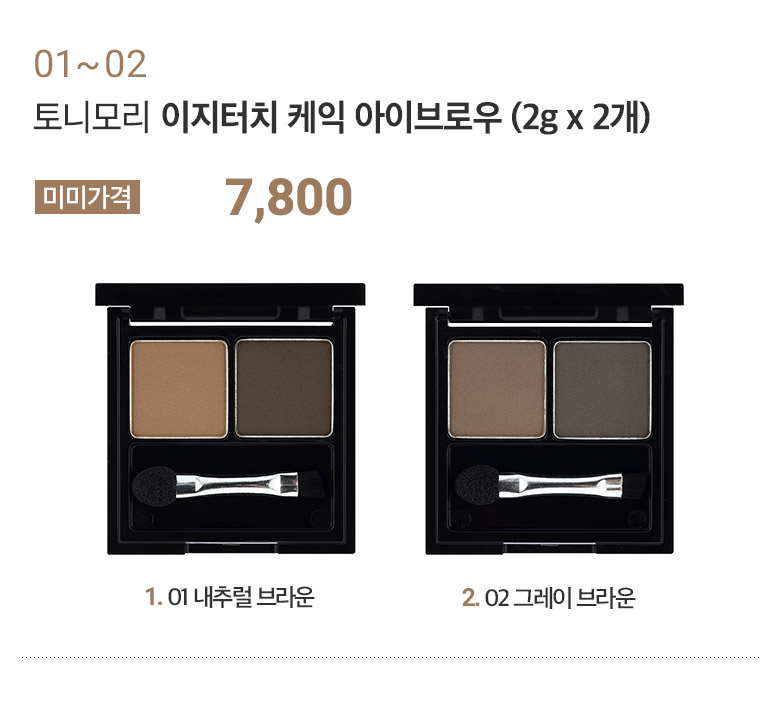 01~02
토니모리 이지터치 케익 아이브로우 (2g x 2개)
미미가격 7,800
1. 01 내추럴 브라운
2. 02 그레이 브라운